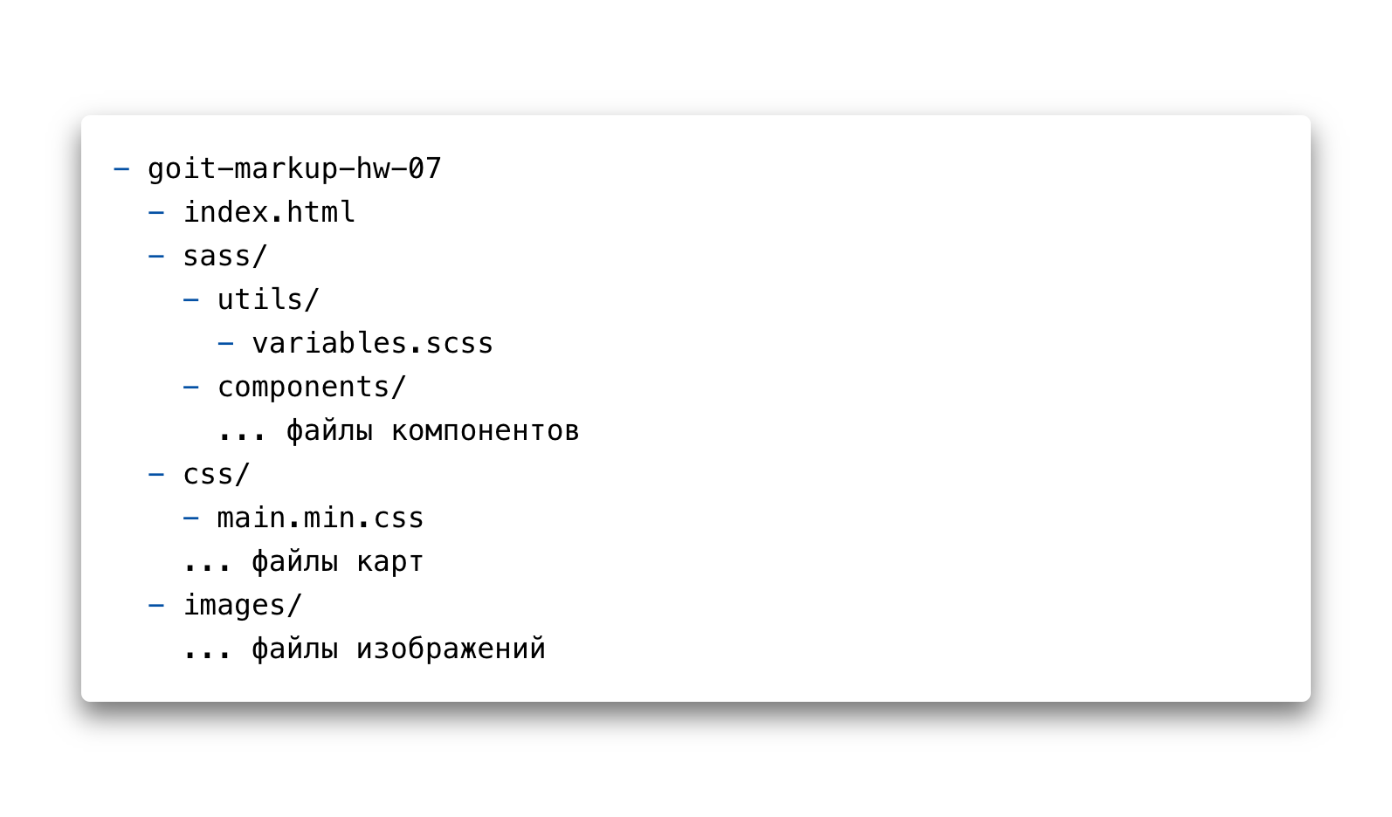 - goit-markup-hw-07
- index.html
- sass/
- utils/
- variables.scss
- components/
... файлы компонентов
- css/
- main.min.css
... файлы карт
- images/
... файлы изображений